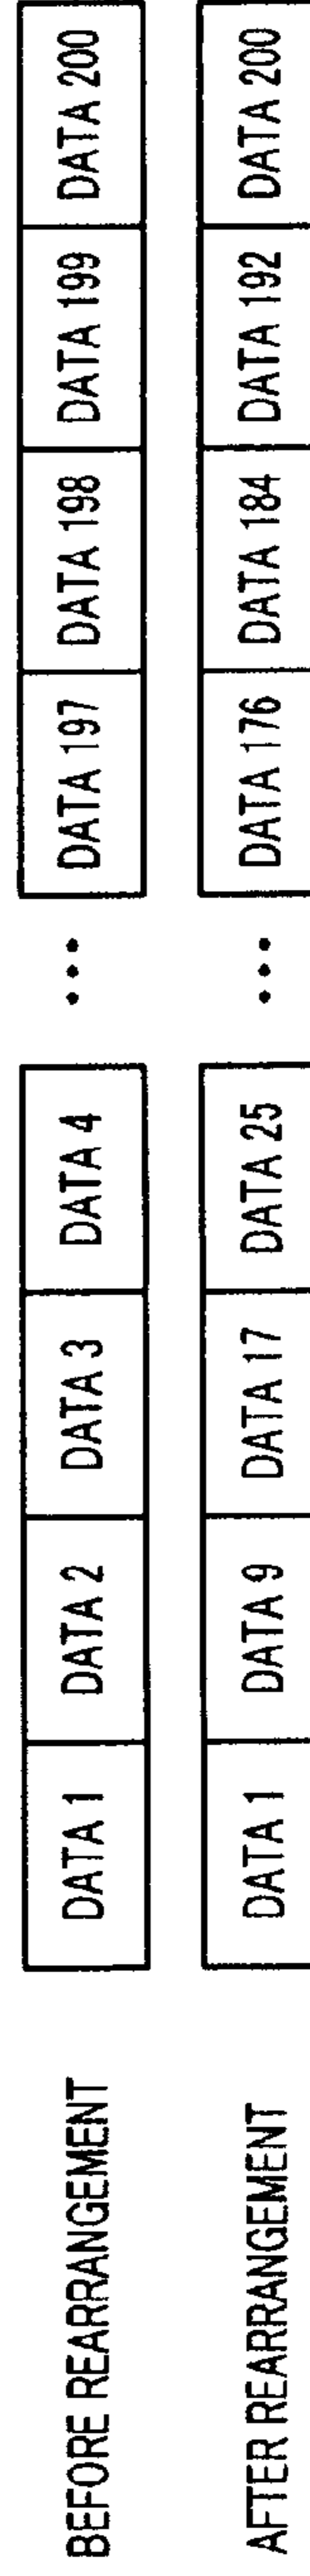 BEFORE REARRANGEMENT DATA 1 DATA 2 DATA 3 DATA 4 ... DATA 197 DATA 198 DATA 199 DATA 200
AFTER REARRANGEMENT DATA 1 DATA 9 DATA 17 DATA 25 ... DATA 176 DATA 184 DATA 192 DATA 200